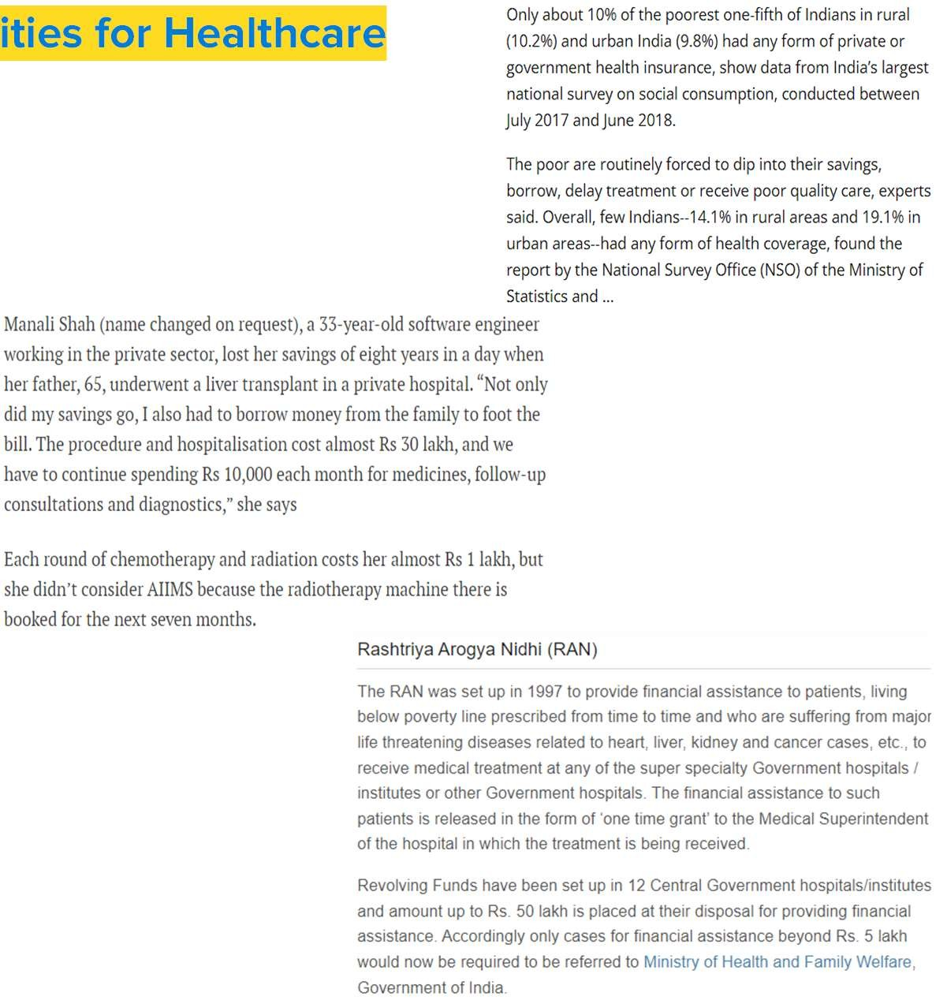 ities for Healthcare
Only about 10% of the poorest one-fifth of Indians in rural
(10.2%) and urban India (9.8%) had any form of private or
government health insurance, show data from India’s largest
national survey on social consumption, conducted between
July 2017 and June 2018.
The poor are routinely forced to dip into their savings,
borrow, delay treatment or receive poor quality care, experts
said. Overall, few Indians--14.1% in rural areas and 19.1% in
urban areas--had any form of health coverage, found the
report by the National Survey Office (NSO) of the Ministry of
Statistics and ...
Manali Shah (name changed on request), a 33-year-old software engineer
working in the private sector, lost her savings of eight years in a day when
her father, 65, underwent a liver transplant in a private hospital. “Not only
did my savings go, I also had to borrow money from the family to foot the
bill. The procedure and hospitalisation cost almost Rs 30 lakh, and we
have to continue spending Rs 10,000 each month for medicines, follow-up
consultations and diagnostics,” she says
Each round of chemotherapy and radiation costs her almost Rs 1 lakh, but
she didn’t consider AIIMS because the radiotherapy machine there is
booked for the next seven months.
Rashtriya Arogya Nidhi (RAN)
The RAN was set up in 1997 to provide financial assistance to patients, living
below poverty line prescribed from time to time and who are suffering from major
life threatening diseases related to heart, liver, kidney and cancer cases, etc., to
receive medical treatment at any of the super specialty Government hospitals /
institutes or other Government hospitals. The financial assistance to such
patients is released in the form of ‘one time grant’ to the Medical Superintendent
of the hospital in which the treatment is being received.
Revolving Funds have been set up in 12 Central Government hospitals/institutes
and amount up to Rs. 50 lakh is placed at their disposal for providing financial
assistance. Accordingly only cases for financial assistance beyond Rs. 5 lakh
would now be required to be referred to Ministry of Health and Family Welfare,
Government of India.